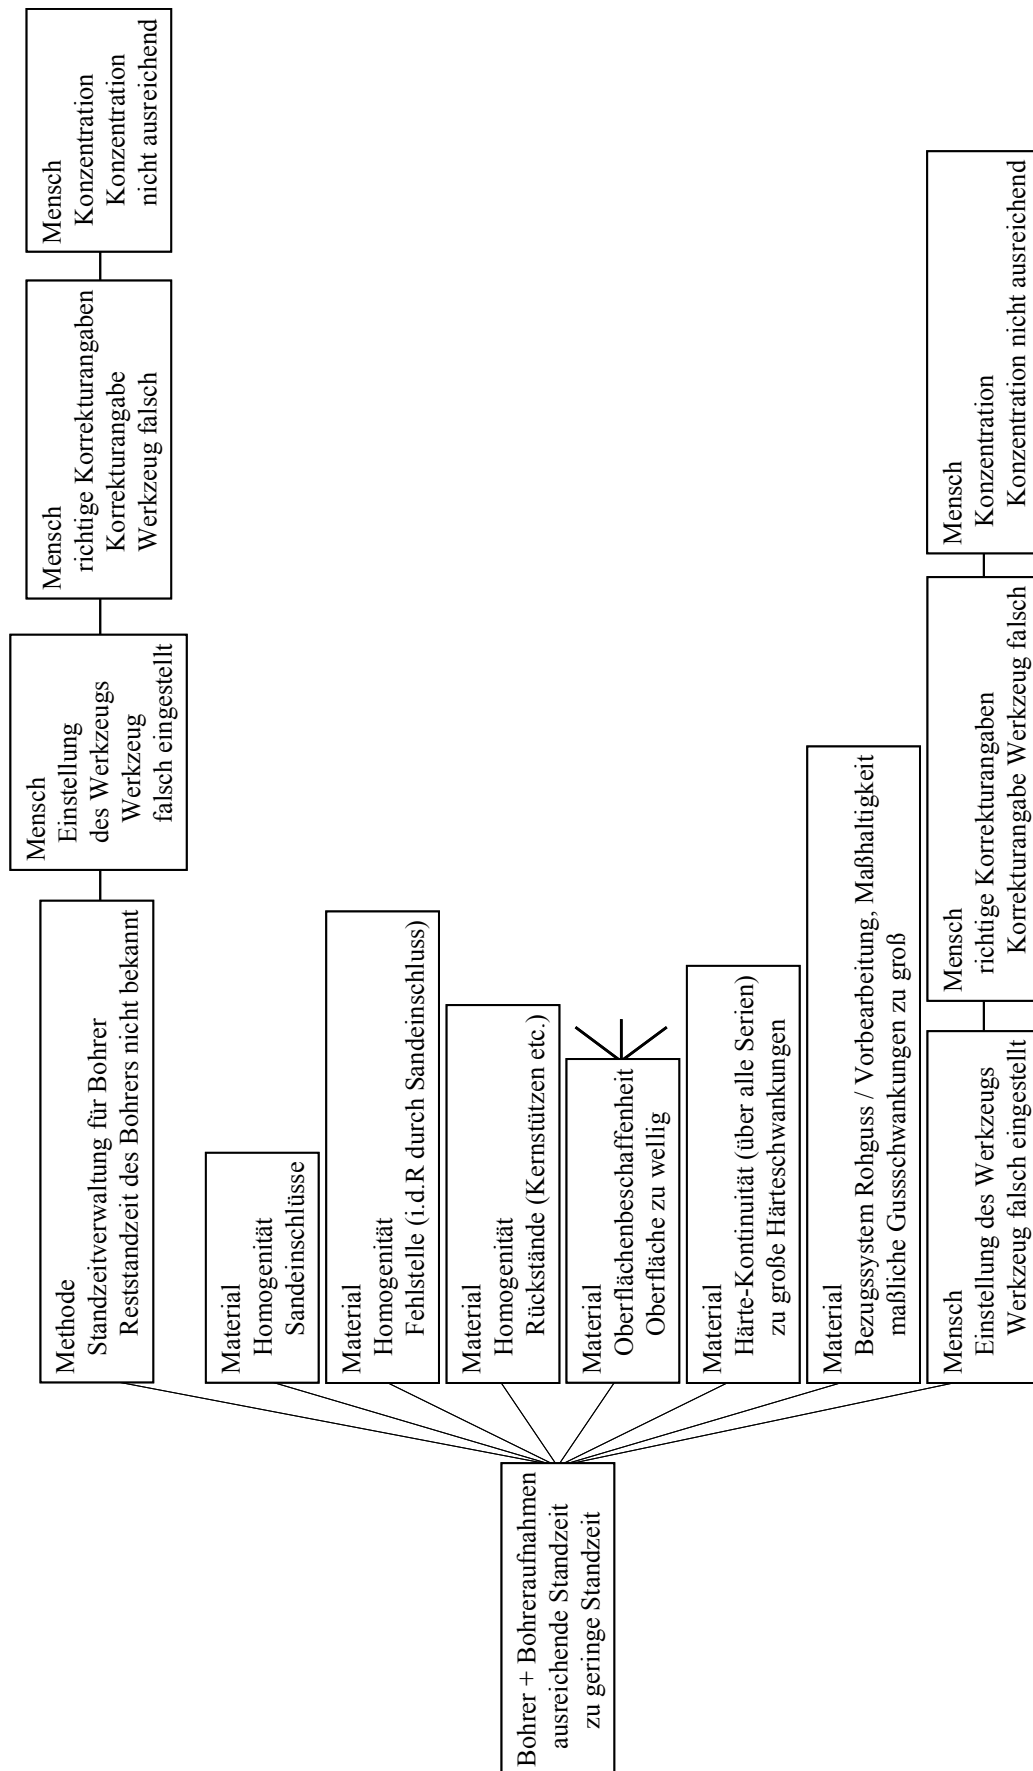 Bohrer + Bohreraufnahmen
ausreichende Standzeit
zu geringe Standzeit
Methode
Standzeitverwaltung für Bohrer
Reststandzeit des Bohrers nicht bekannt
Mensch
Einstellung
des Werkzeugs
Werkzeug
falsch eingestellt
Mensch
richtige Korrekturangaben
Korrekturangabe
Werkzeug falsch
Mensch
Konzentration
Konzentration
nicht ausreichend
Material
Homogenität
Sandeinschlüsse
Material
Homogenität
Fehlstelle (i.d.R durch Sandeinschluss)
Material
Homogenität
Rückstände (Kernstützen etc.)
Material
Oberflächenbeschaffenheit
Oberfläche zu wellig
Material
Härte-Kontinuität (über alle Serien)
zu große Härteschwankungen
Material
Bezugssystem Rohguss / Vorbearbeitung, Maßhaltigkeit
maßliche Gussschwankungen zu groß
Mensch
Einstellung des Werkzeugs
Werkzeug falsch eingestellt
Mensch
richtige Korrekturangaben
Korrekturangabe Werkzeug falsch
Mensch
Konzentration
Konzentration nicht ausreichend